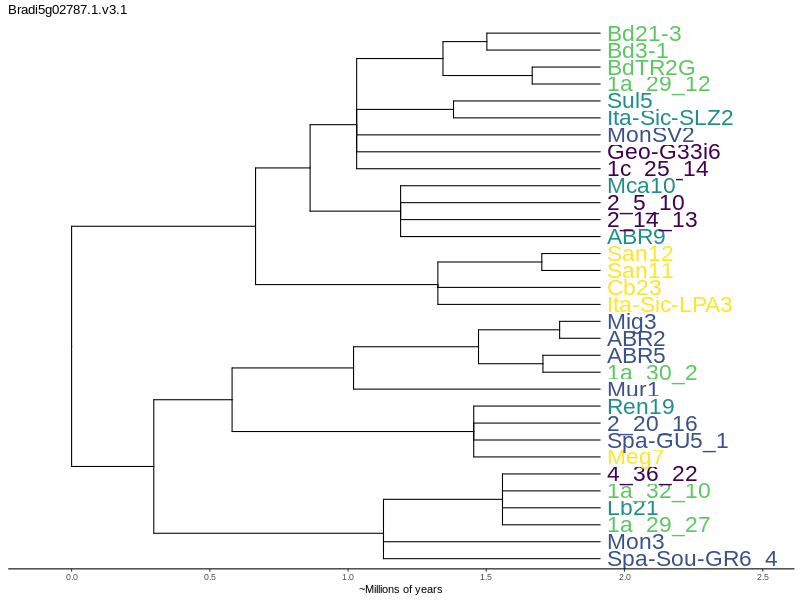 Bradi5g02787.1.v3.1
Bd21-3
Bd3-1
BdTR2G
1a_29_12
Sul5
Ita-Sic-SLZ2
MonSV2
Geo-G33i6
1c_25_14
Mca10
2_5_10
2_14_13
ABR9
San12
San11
Cb23
Ita-Sic-LPA3
Mig3
ABR2
ABR5
1a_30_2
Mur1
Ren19
2_20_16
Spa-GU5_1
Meg7
4_36_22
1a_32_10
Lb21
1a_29_27
Mon3
Spa-Sou-GR6_4
0.0 0.5 1.0 1.5 2.0 2.5
~Millions of years